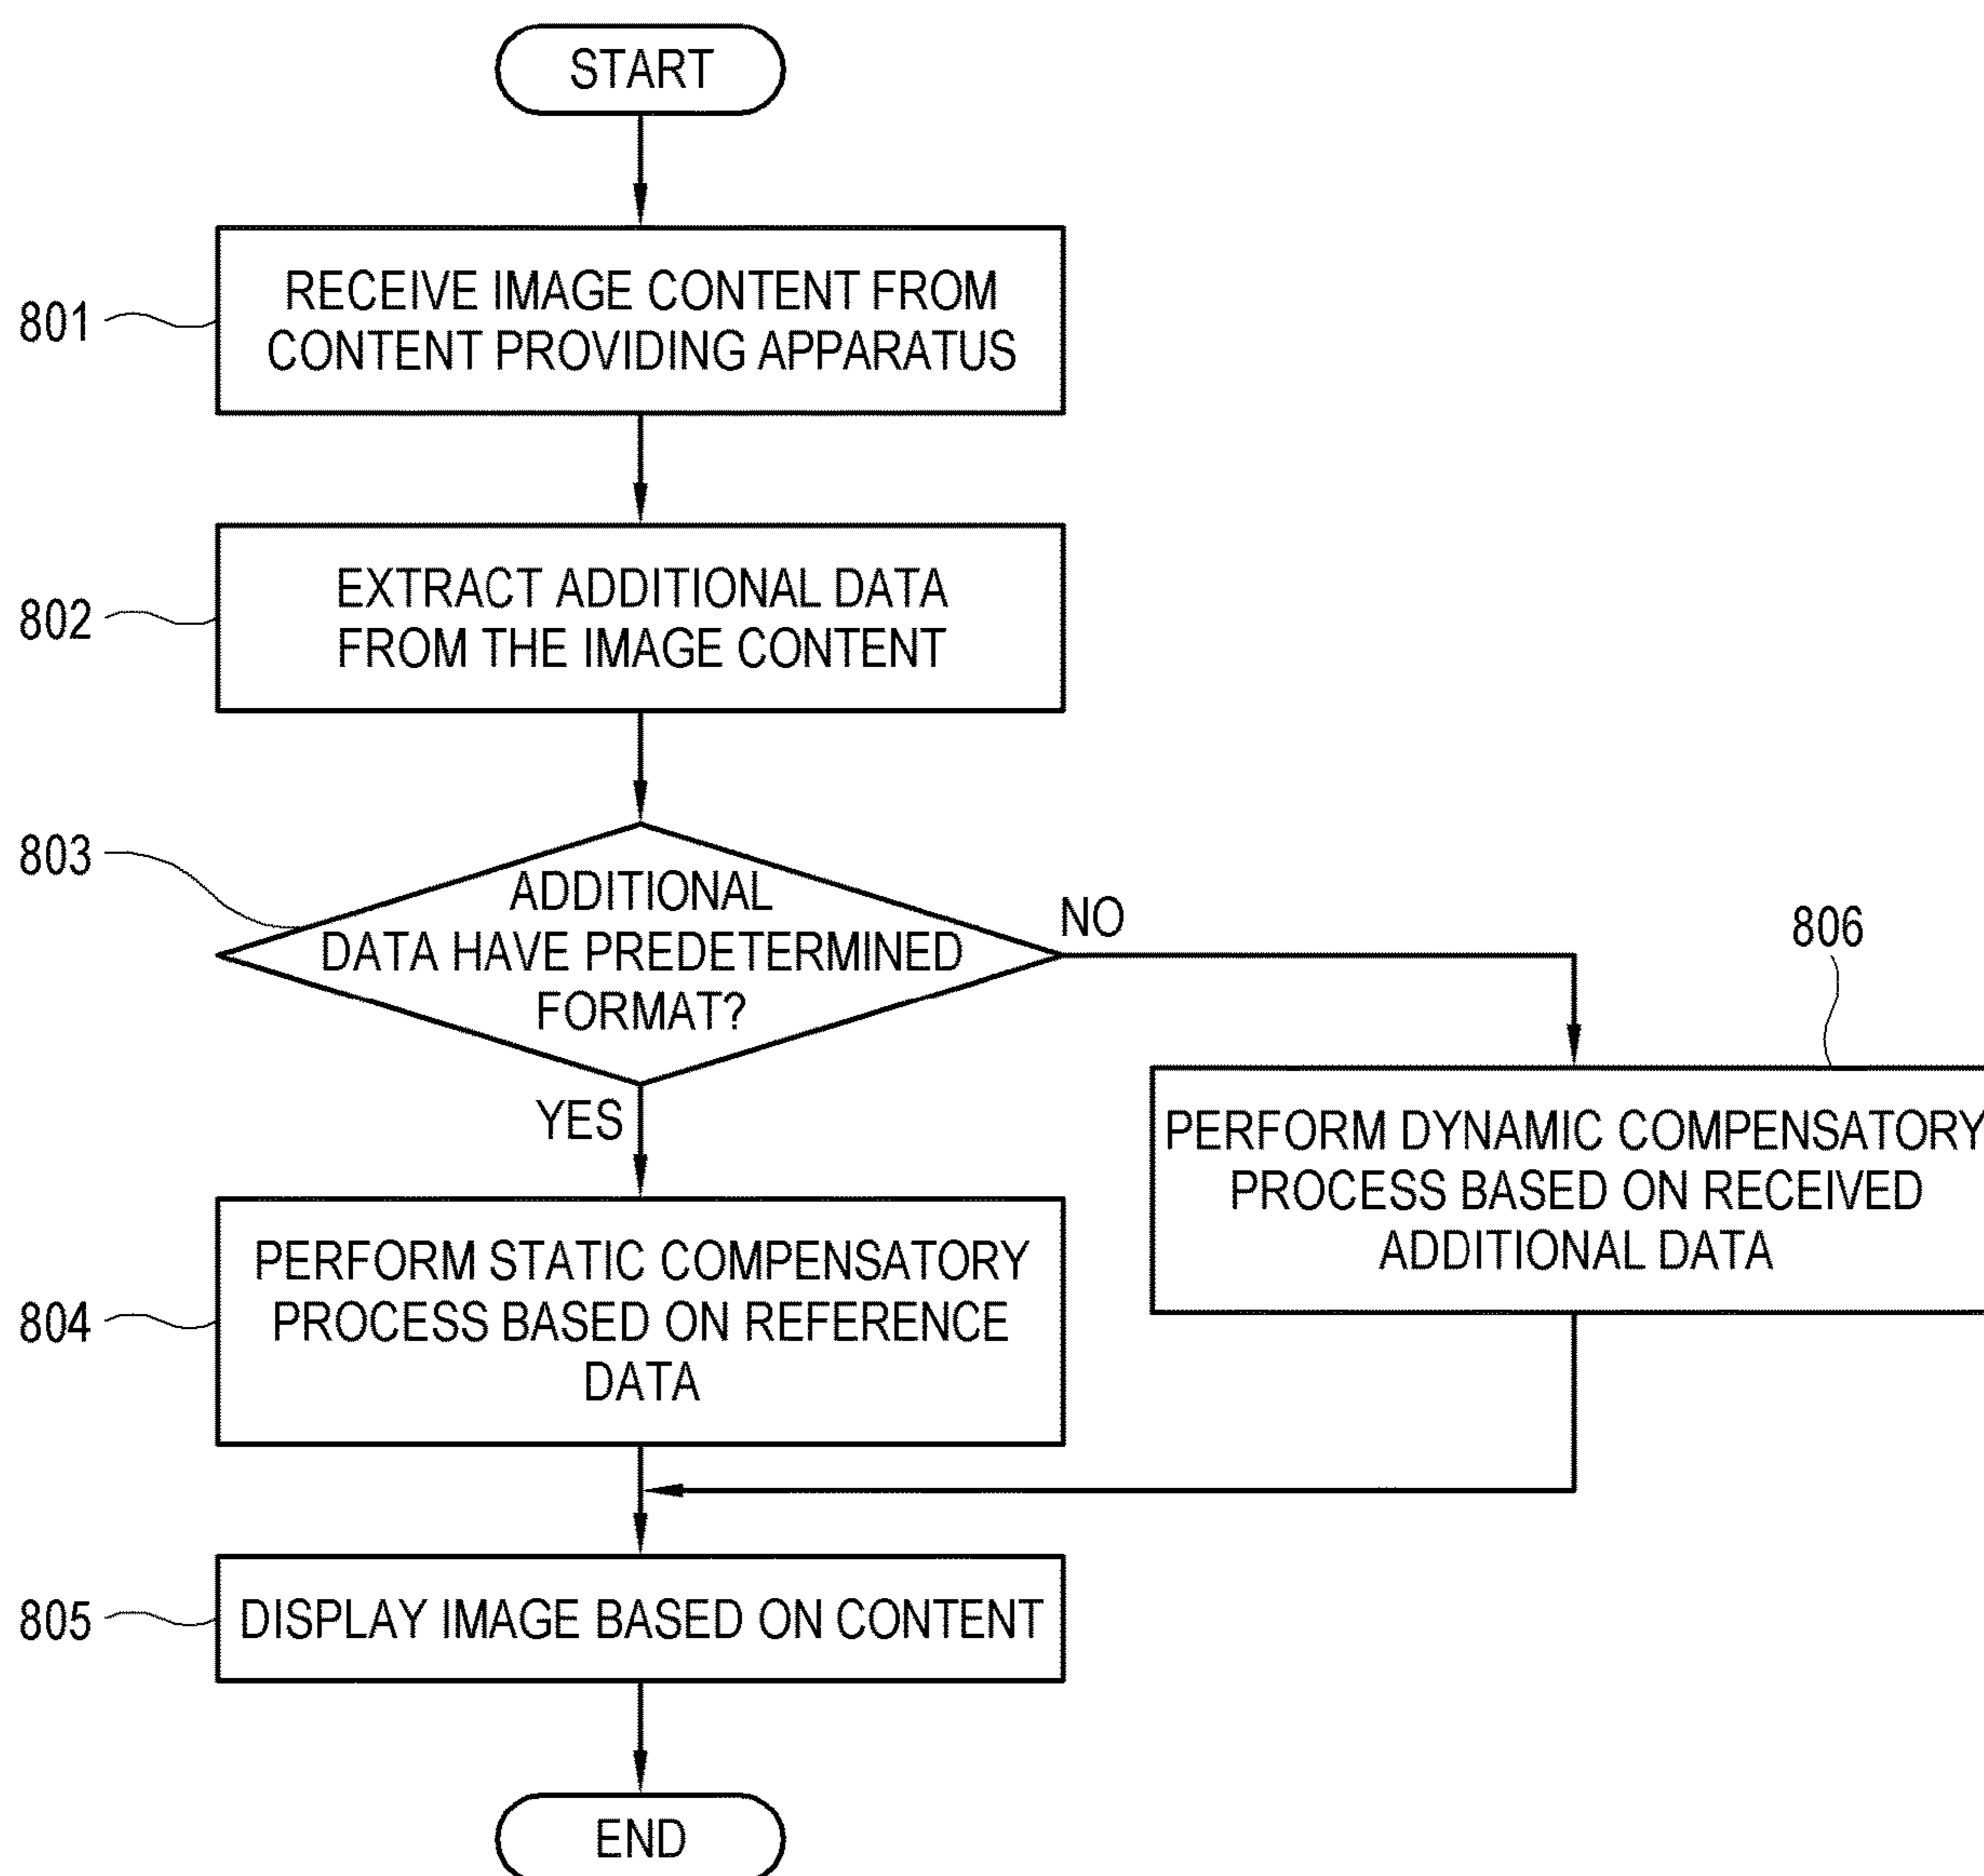 START
801
RECEIVE IMAGE CONTENT FROM
CONTENT PROVIDING APPARATUS
802
EXTRACT ADDITIONAL DATA
FROM THE IMAGE CONTENT
803
ADDITIONAL
DATA HAVE PREDETERMINED
FORMAT?
NO
806
YES
PERFORM DYNAMIC COMPENSATORY
PROCESS BASED ON RECEIVED
ADDITIONAL DATA
804
PERFORM STATIC COMPENSATORY
PROCESS BASED ON REFERENCE
DATA
805
DISPLAY IMAGE BASED ON CONTENT
END